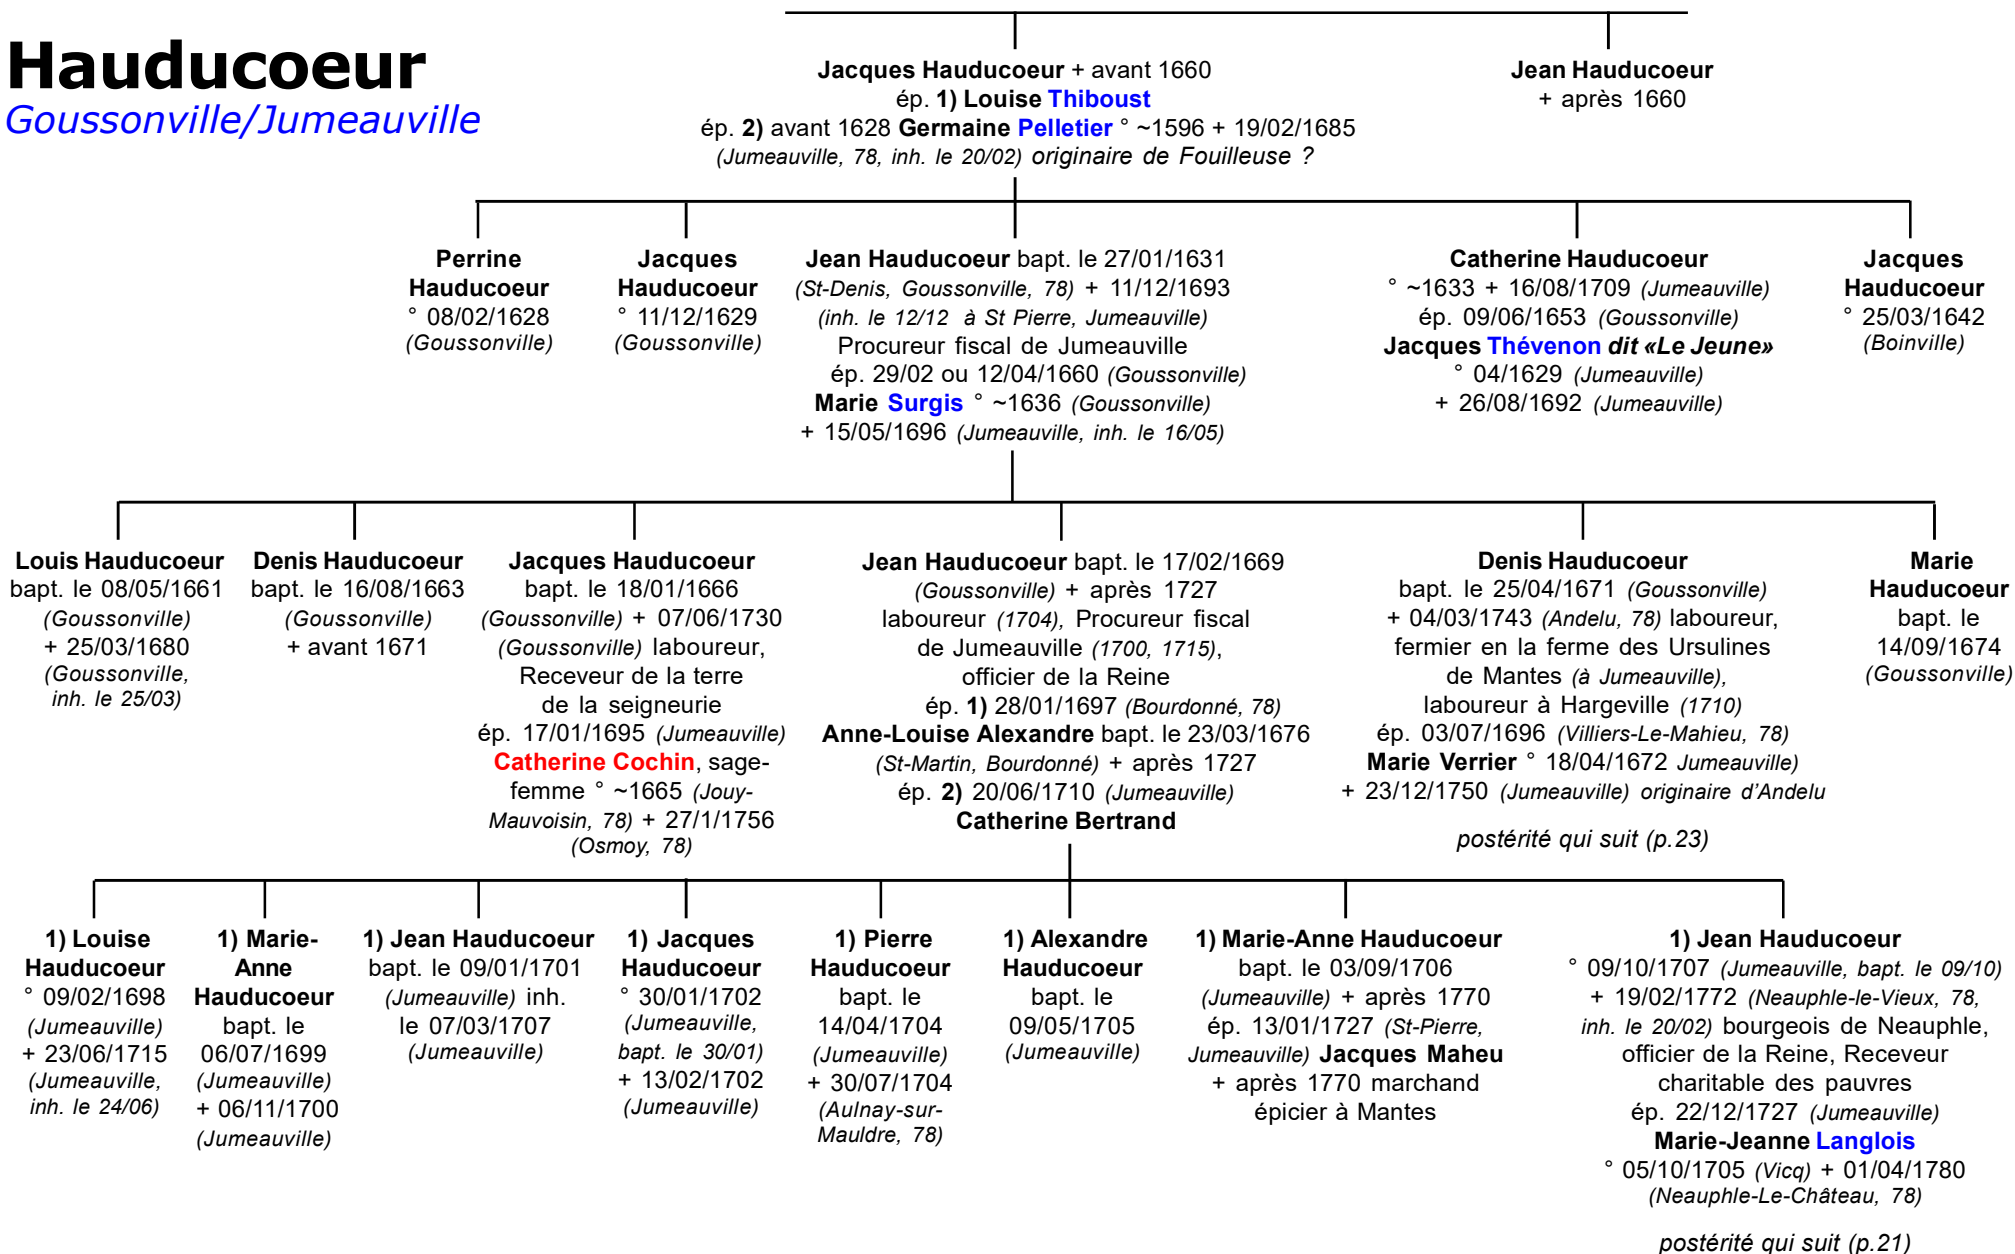 Hauducoeur
Goussonville/Jumeauville
Jacques Hauducoeur + avant 1660
ép. 1) Louise Thiboust
ép. 2) avant 1628 Germaine Pelletier ° ~1596 + 19/02/1685
(Jumeauville, 78, inh. le 20/02) originaire de Fouilleuse ?
Jean Hauducoeur
+ après 1660
Perrine
Hauducoeur
° 08/02/1628
(Goussonville)
Jacques
Hauducoeur
° 11/12/1629
(Goussonville)
Jean Hauducoeur bapt. le 27/01/1631
(St-Denis, Goussonville, 78) + 11/12/1693
(inh. le 12/12 à St Pierre, Jumeauville)
Procureur fiscal de Jumeauville
ép. 29/02 ou 12/04/1660 (Goussonville)
Marie Surgis ° ~1636 (Goussonville)
+ 15/05/1696 (Jumeauville, inh. le 16/05)
Catherine Hauducoeur
° ~1633 + 16/08/1709 (Jumeauville)
ép. 09/06/1653 (Goussonville)
Jacques Thévenon dit «Le Jeune»
° 04/1629 (Jumeauville)
+ 26/08/1692 (Jumeauville)
Jacques
Hauducoeur
° 25/03/1642
(Boinville)
Louis Hauducoeur
bapt. le 08/05/1661
(Goussonville)
+ 25/03/1680
(Goussonville,
inh. le 25/03)
Denis Hauducoeur
bapt. le 16/08/1663
(Goussonville)
+ avant 1671
Jacques Hauducoeur
bapt. le 18/01/1666
(Goussonville) + 07/06/1730
(Goussonville) laboureur,
Receveur de la terre
de la seigneurie
ép. 17/01/1695 (Jumeauville)
Catherine Cochin, sage-
femme ° ~1665 (Jouy-
Mauvoisin, 78) + 27/1/1756
(Osmoy, 78)
Jean Hauducoeur bapt. le 17/02/1669
(Goussonville) + après 1727
laboureur (1704), Procureur fiscal
de Jumeauville (1700, 1715),
officier de la Reine
ép. 1) 28/01/1697 (Bourdonné, 78)
Anne-Louise Alexandre bapt. le 23/03/1676
(St-Martin, Bourdonné) + après 1727
ép. 2) 20/06/1710 (Jumeauville)
Catherine Bertrand
Denis Hauducoeur
bapt. le 25/04/1671 (Goussonville)
+ 04/03/1743 (Andelu, 78) laboureur,
fermier en la ferme des Ursulines
de Mantes (à Jumeauville),
laboureur à Hargeville (1710)
ép. 03/07/1696 (Villiers-Le-Mahieu, 78)
Marie Verrier ° 18/04/1672 Jumeauville)
+ 23/12/1750 (Jumeauville) originaire d'Andelu
postérité qui suit (p.23)
Marie
Hauducoeur
bapt. le
14/09/1674
(Goussonville)
1) Louise
Hauducoeur
° 09/02/1698
(Jumeauville)
+ 23/06/1715
(Jumeauville,
inh. le 24/06)
1) Marie-
Anne
Hauducoeur
bapt. le
06/07/1699
(Jumeauville)
+ 06/11/1700
(Jumeauville)
1) Jean Hauducoeur
bapt. le 09/01/1701
(Jumeauville) inh.
le 07/03/1707
(Jumeauville)
1) Jacques
Hauducoeur
° 30/01/1702
(Jumeauville,
bapt. le 30/01)
+ 13/02/1702
(Jumeauville)
1) Pierre
Hauducoeur
bapt. le
14/04/1704
(Jumeauville)
+ 30/07/1704
(Aulnay-sur-
Mauldre, 78)
1) Alexandre
Hauducoeur
bapt. le
09/05/1705
(Jumeauville)
1) Marie-Anne Hauducoeur
bapt. le 03/09/1706
(Jumeauville) + après 1770
ép. 13/01/1727 (St-Pierre,
Jumeauville) Jacques Maheu
+ après 1770 marchand
épicier à Mantes
1) Jean Hauducoeur
° 09/10/1707 (Jumeauville, bapt. le 09/10)
+ 19/02/1772 (Neauphle-le-Vieux, 78,
inh. le 20/02) bourgeois de Neauphle,
officier de la Reine, Receveur
charitable des pauvres
ép. 22/12/1727 (Jumeauville)
Marie-Jeanne Langlois
° 05/10/1705 (Vicq) + 01/04/1780
(Neauphle-Le-Château, 78)
postérité qui suit (p.21)